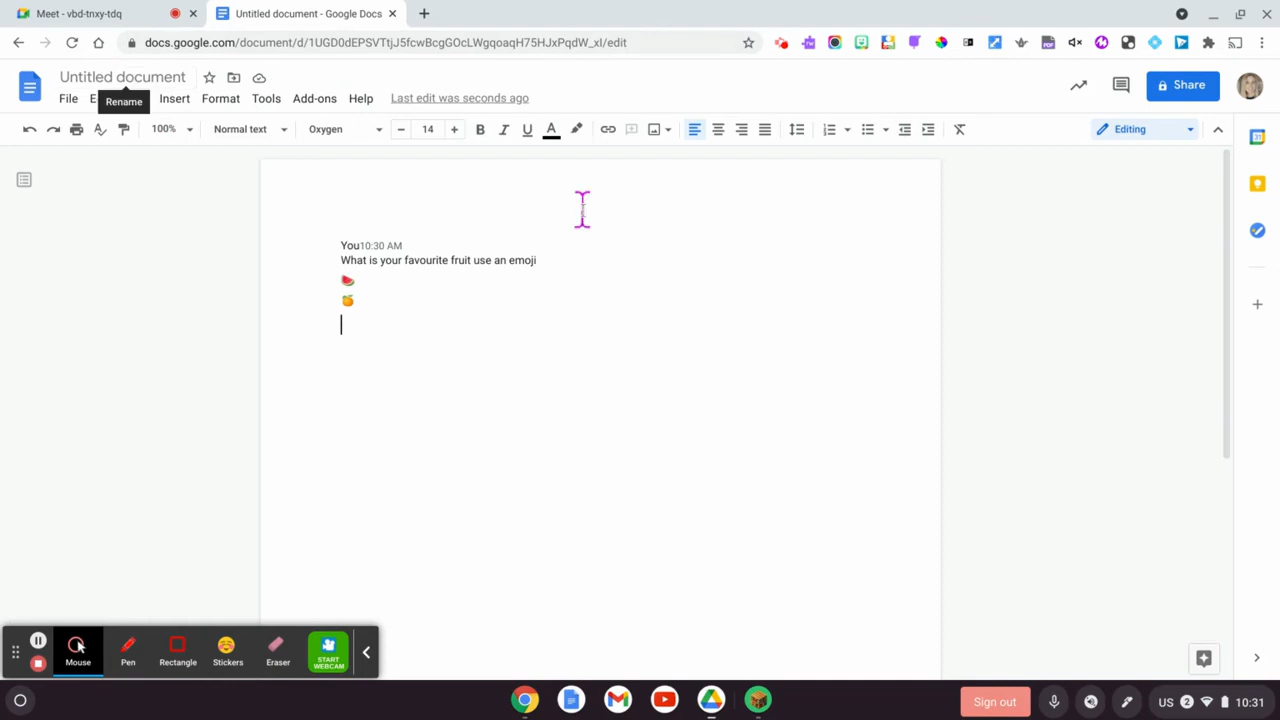 Meet - vbd-tnxy-tdq
Untitled document - Google Docs
docs.google.com/document/d/1UGD0dEPSVTtjJ5fcwBcgGOcLWgqoaqH75HJxPqdW_xI/edit
Untitled document
File E Insert Format Tools Add-ons Help Last edit was seconds ago
Rename
Share
100% Normal text Oxygen 14 B I U A Editing
You10:30 AM
What is your favourite fruit use an emoji
🍉
🍊
Mouse Pen Rectangle Stickers Eraser START WEBCAM
Sign out US 2 10:31